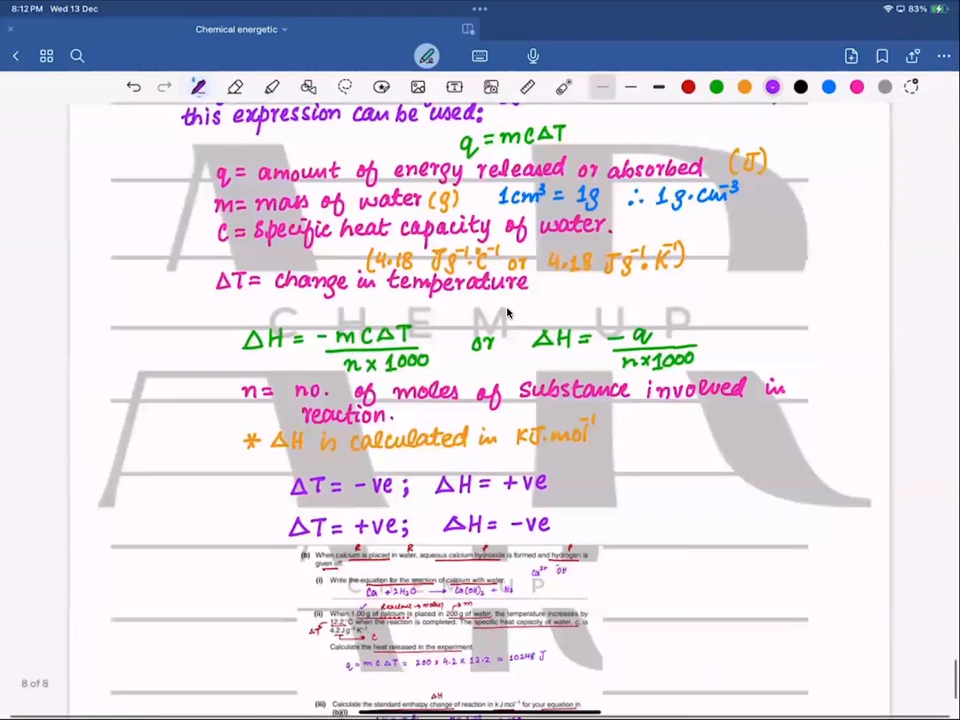 8:12 PM Wed 13 Dec
83%
Chemical energetic
this expression can be used:
q = mCΔT
q = amount of energy released or absorbed (J)
m = mass of water (g) 1cm³ = 1g ∴ 1g·cm⁻³
C = Specific heat capacity of water.
(4.18 Jg⁻¹·°C⁻¹ or 4.18 Jg⁻¹·K⁻¹)
ΔT = change in temperature
CHEM UP
ΔH = -mCΔT / n×1000 or ΔH = -q / n×1000
n = no. of moles of substance involved in
reaction.
* ΔH is calculated in KJ.mol⁻¹
ΔT = -ve; ΔH = +ve
ΔT = +ve; ΔH = -ve
R R P P
(b) When calcium is placed in water, aqueous calcium hydroxide is formed and hydrogen is
given off.
Ca²⁺ OH⁻
(i) Write the equation for the reaction of calcium with water.
Ca + 2H₂O → Ca(OH)₂ + H₂
Reactant → moles → m
(ii) When 1.00 g of calcium is placed in 200 g of water, the temperature increases by
12.2 °C when the reaction is completed. The specific heat capacity of water, c, is
4.2 J g⁻¹ K⁻¹.
ΔT C
Calculate the heat released in the experiment.
q = mCΔT = 200 × 4.2 × 12.2 = 10248 J
8 of 8
ΔH
(iii) Calculate the standard enthalpy change of reaction in kJ mol⁻¹ for your equation in
(b)(i)